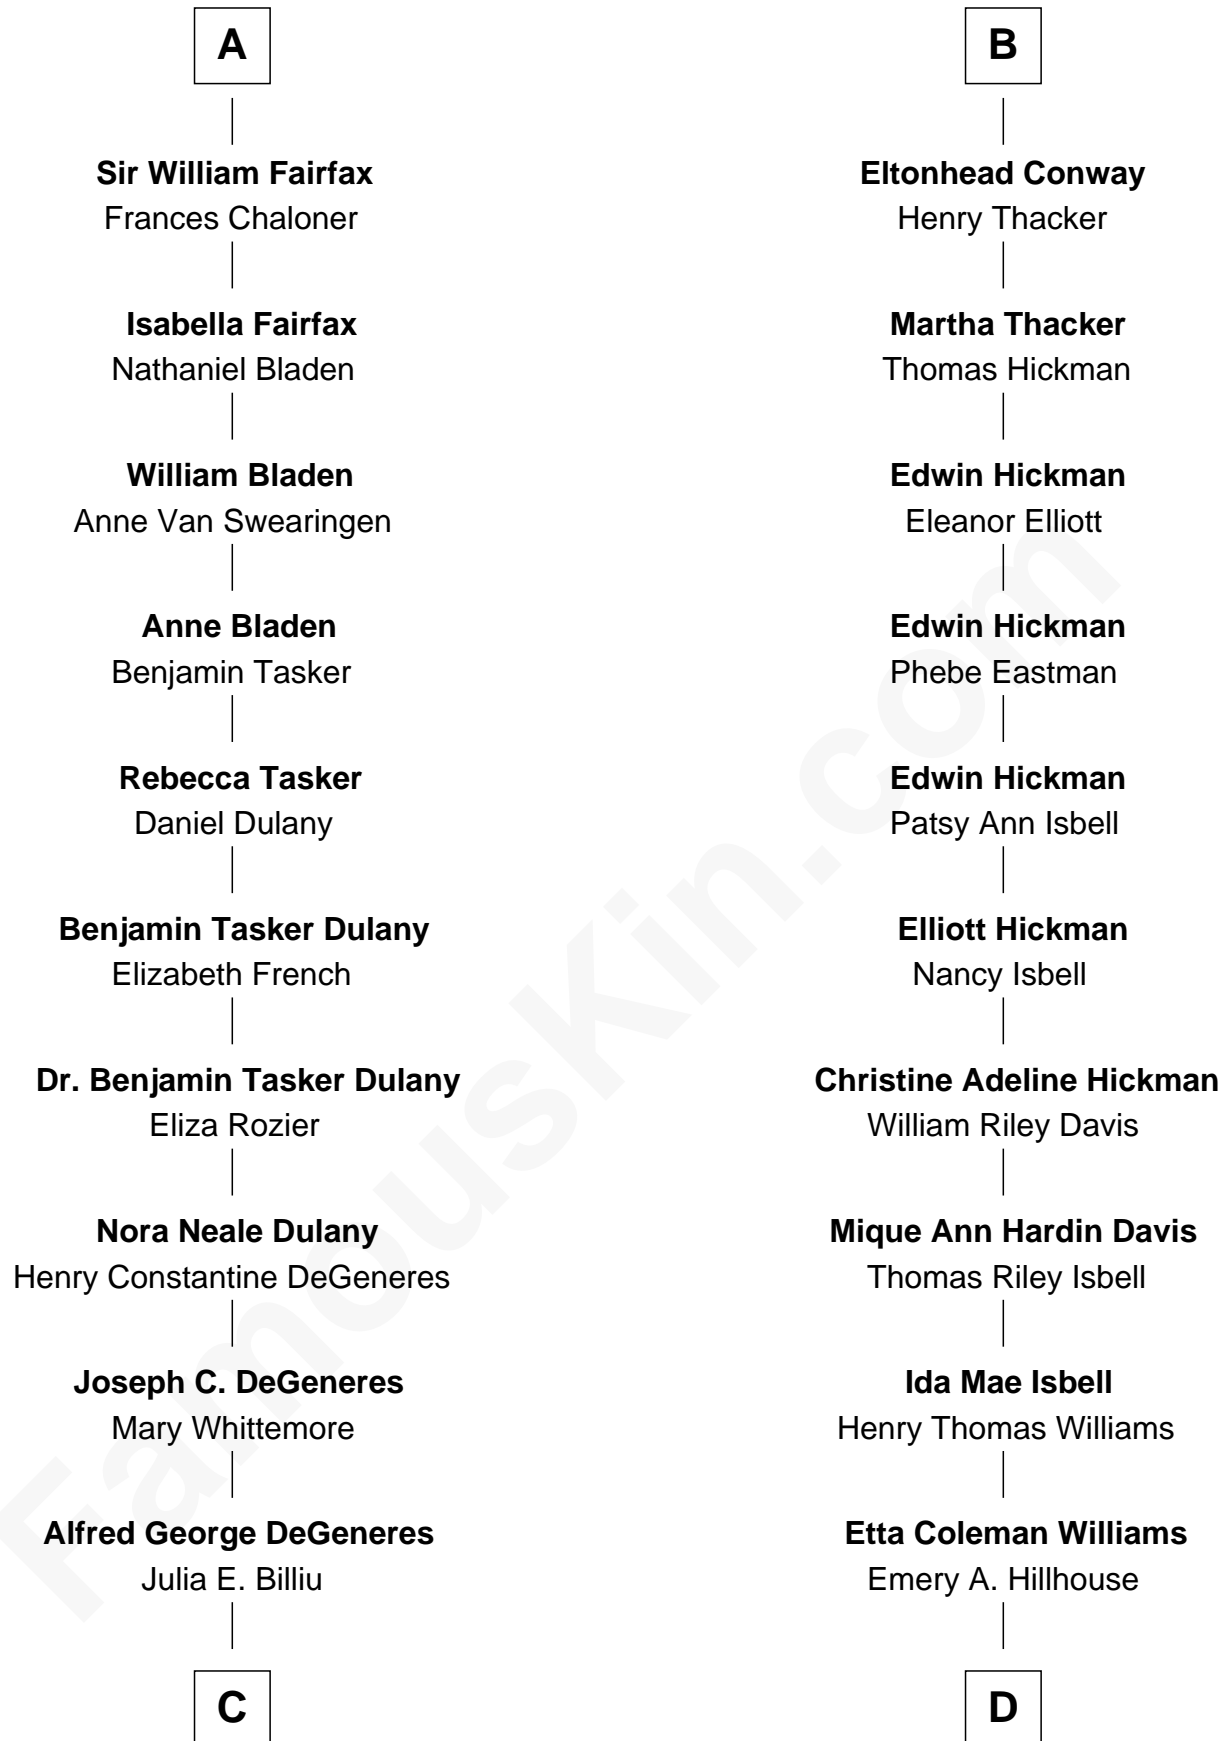 A
Sir William Fairfax
Frances Chaloner
Isabella Fairfax
Nathaniel Bladen
William Bladen
Anne Van Swearingen
Anne Bladen
Benjamin Tasker
Rebecca Tasker
Daniel Dulany
Benjamin Tasker Dulany
Elizabeth French
Dr. Benjamin Tasker Dulany
Eliza Rozier
Nora Neale Dulany
Henry Constantine DeGeneres
Joseph C. DeGeneres
Mary Whittemore
Alfred George DeGeneres
Julia E. Billiu
C
B
Eltonhead Conway
Henry Thacker
Martha Thacker
Thomas Hickman
Edwin Hickman
Eleanor Elliott
Edwin Hickman
Phebe Eastman
Edwin Hickman
Patsy Ann Isbell
Elliott Hickman
Nancy Isbell
Christine Adeline Hickman
William Riley Davis
Mique Ann Hardin Davis
Thomas Riley Isbell
Ida Mae Isbell
Henry Thomas Williams
Etta Coleman Williams
Emery A. Hillhouse
D
FamousKin.com